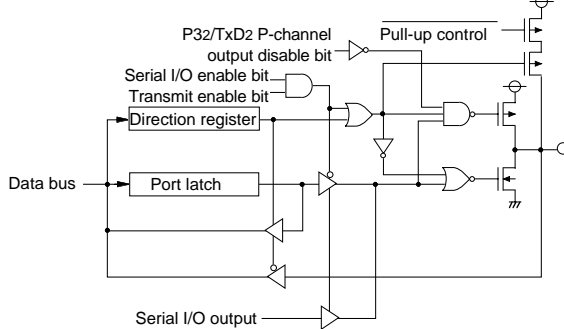 P32/TxD2 P-channel
output disable bit
Pull-up control
Serial I/O enable bit
Transmit enable bit
Direction register
Data bus
Port latch
Serial I/O output